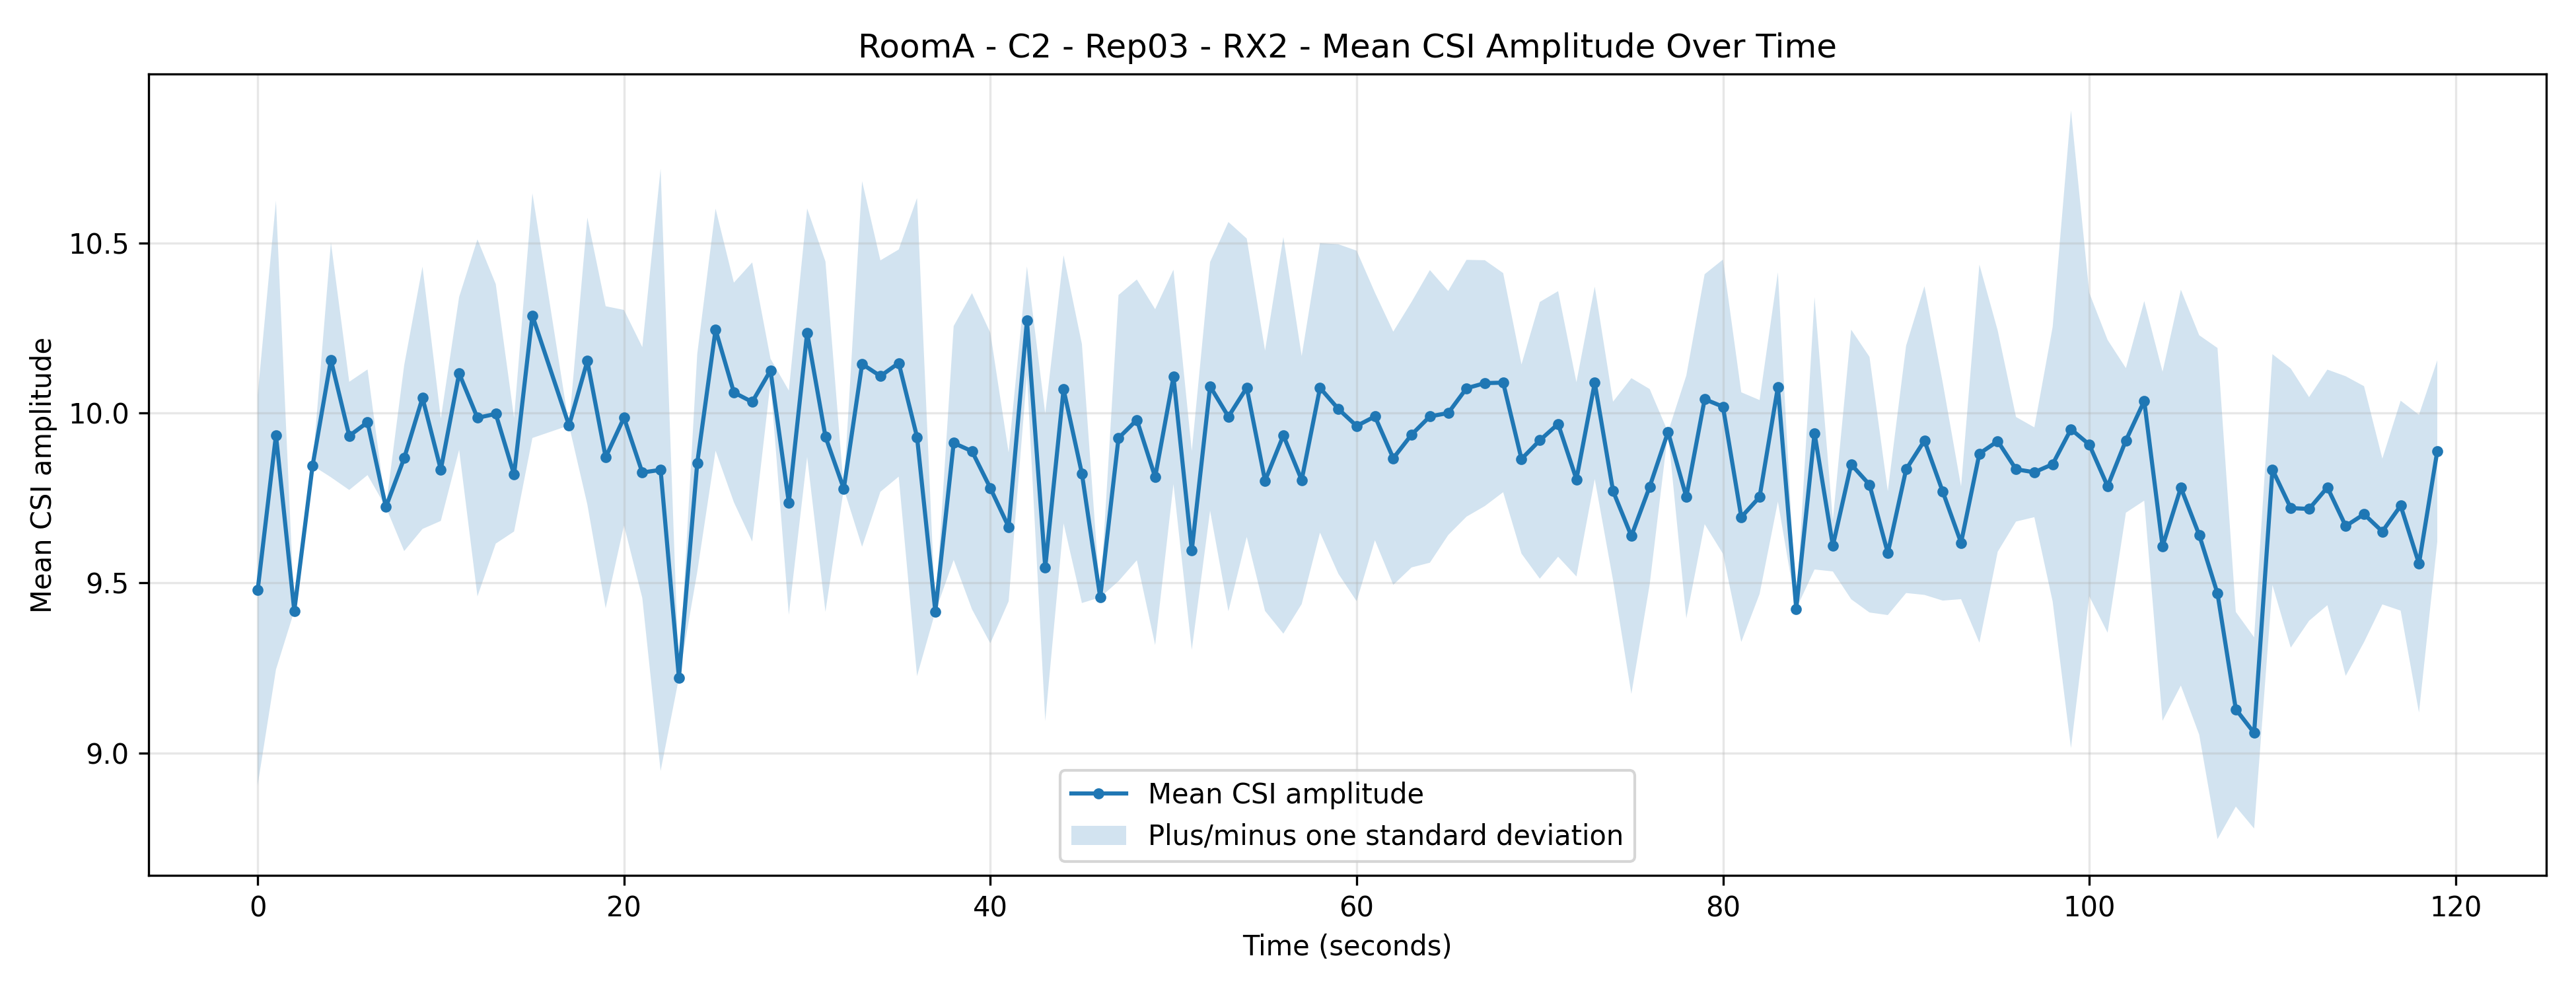 RoomA - C2 - Rep03 - RX2 - Mean CSI Amplitude Over Time
Mean CSI amplitude
10.5
10.0
9.5
9.0
Mean CSI amplitude
Plus/minus one standard deviation
0
20
40
60
80
100
120
Time (seconds)